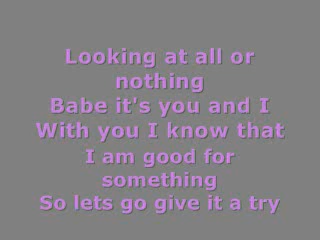 Looking at all or
nothing
Babe it's you and I
With you I know that
I am good for
something
So lets go give it a try